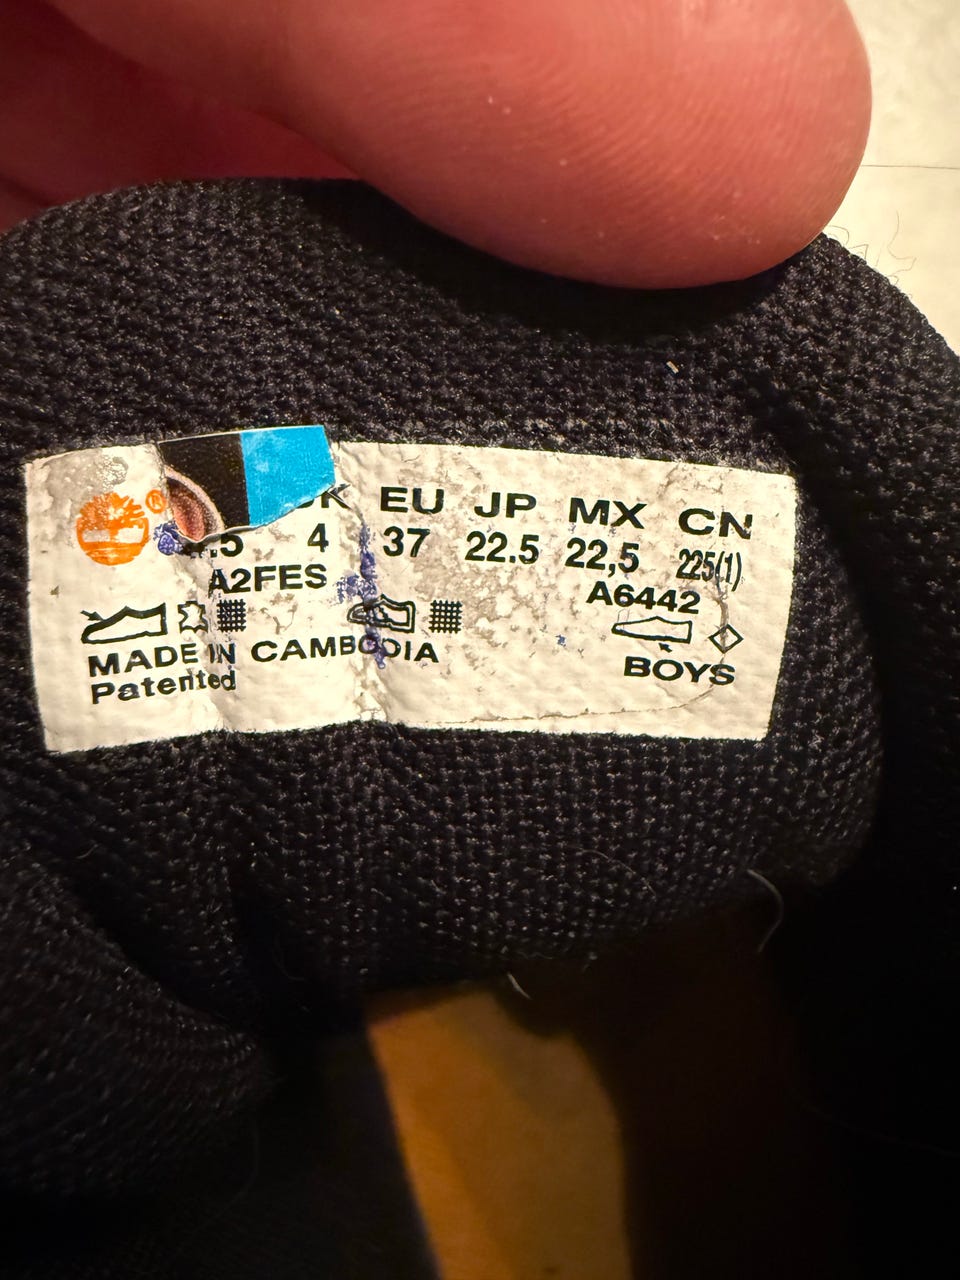 ® EU JP MX CN
.5 4 37 22.5 22,5 225(1)
A2FES A6442
MADE IN CAMBODIA BOYS
Patented